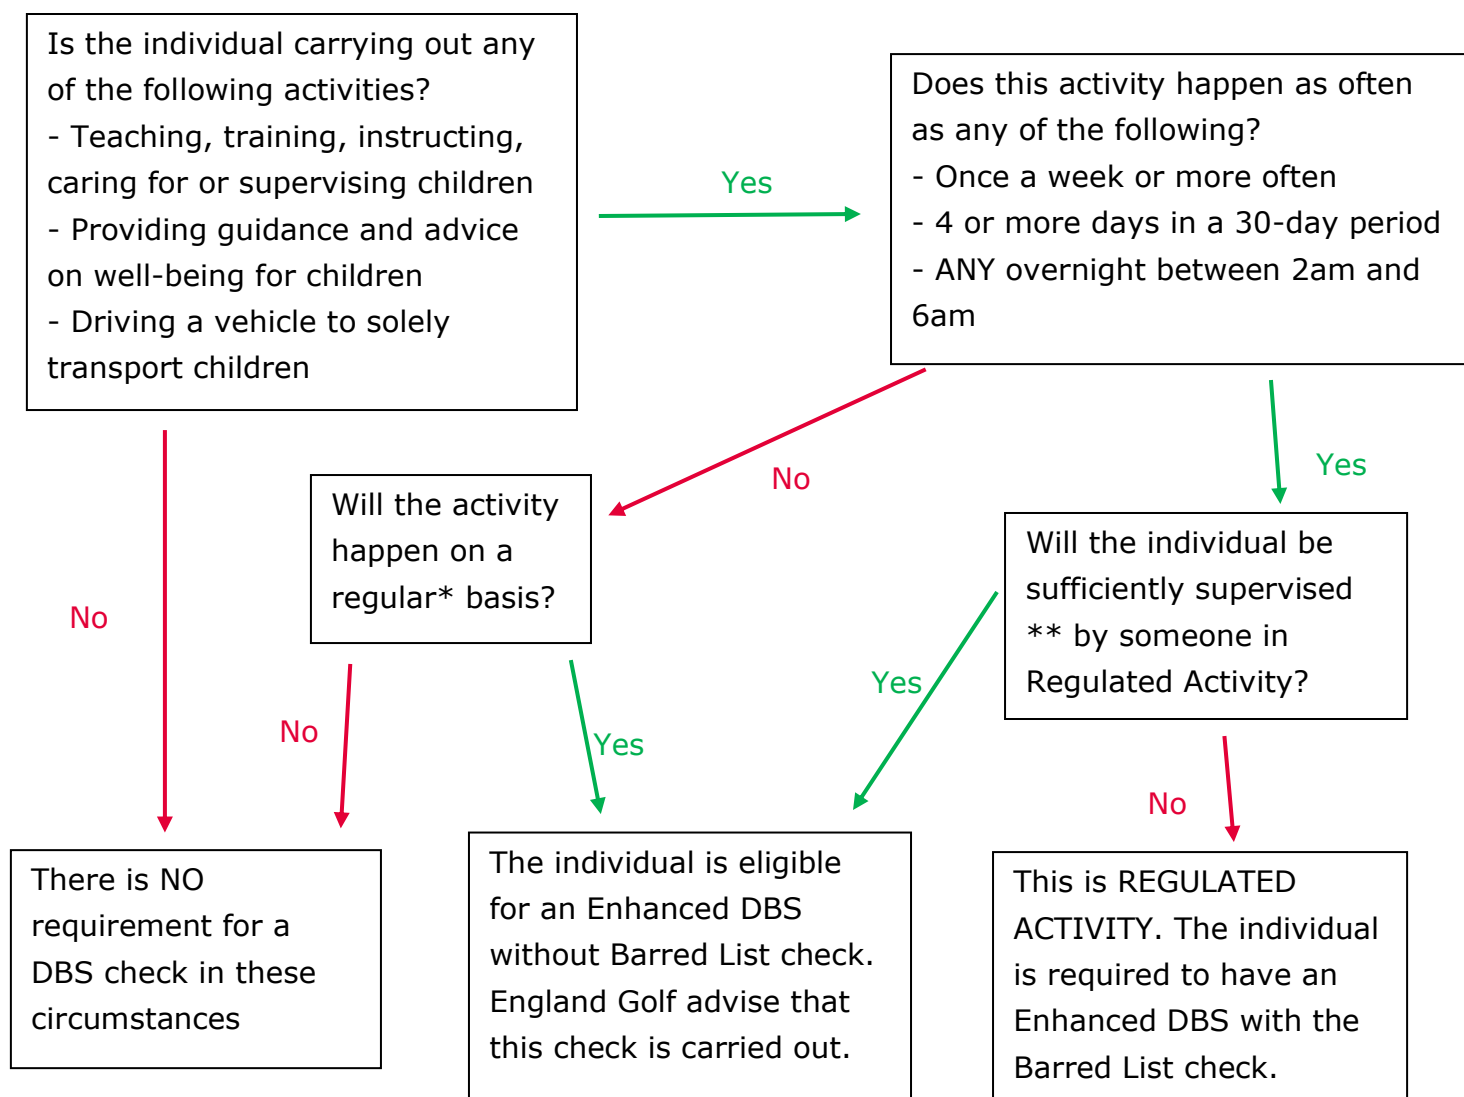 Is the individual carrying out any
of the following activities?
- Teaching, training, instructing,
caring for or supervising children
- Providing guidance and advice
on well-being for children
- Driving a vehicle to solely
transport children
Yes
Does this activity happen as often
as any of the following?
- Once a week or more often
- 4 or more days in a 30-day period
- ANY overnight between 2am and
6am
No
No
Yes
Will the activity
happen on a
regular* basis?
Will the individual be
sufficiently supervised
** by someone in
Regulated Activity?
No
Yes
Yes
No
There is NO
requirement for a
DBS check in these
circumstances
The individual is eligible
for an Enhanced DBS
without Barred List check.
England Golf advise that
this check is carried out.
This is REGULATED
ACTIVITY. The individual
is required to have an
Enhanced DBS with the
Barred List check.